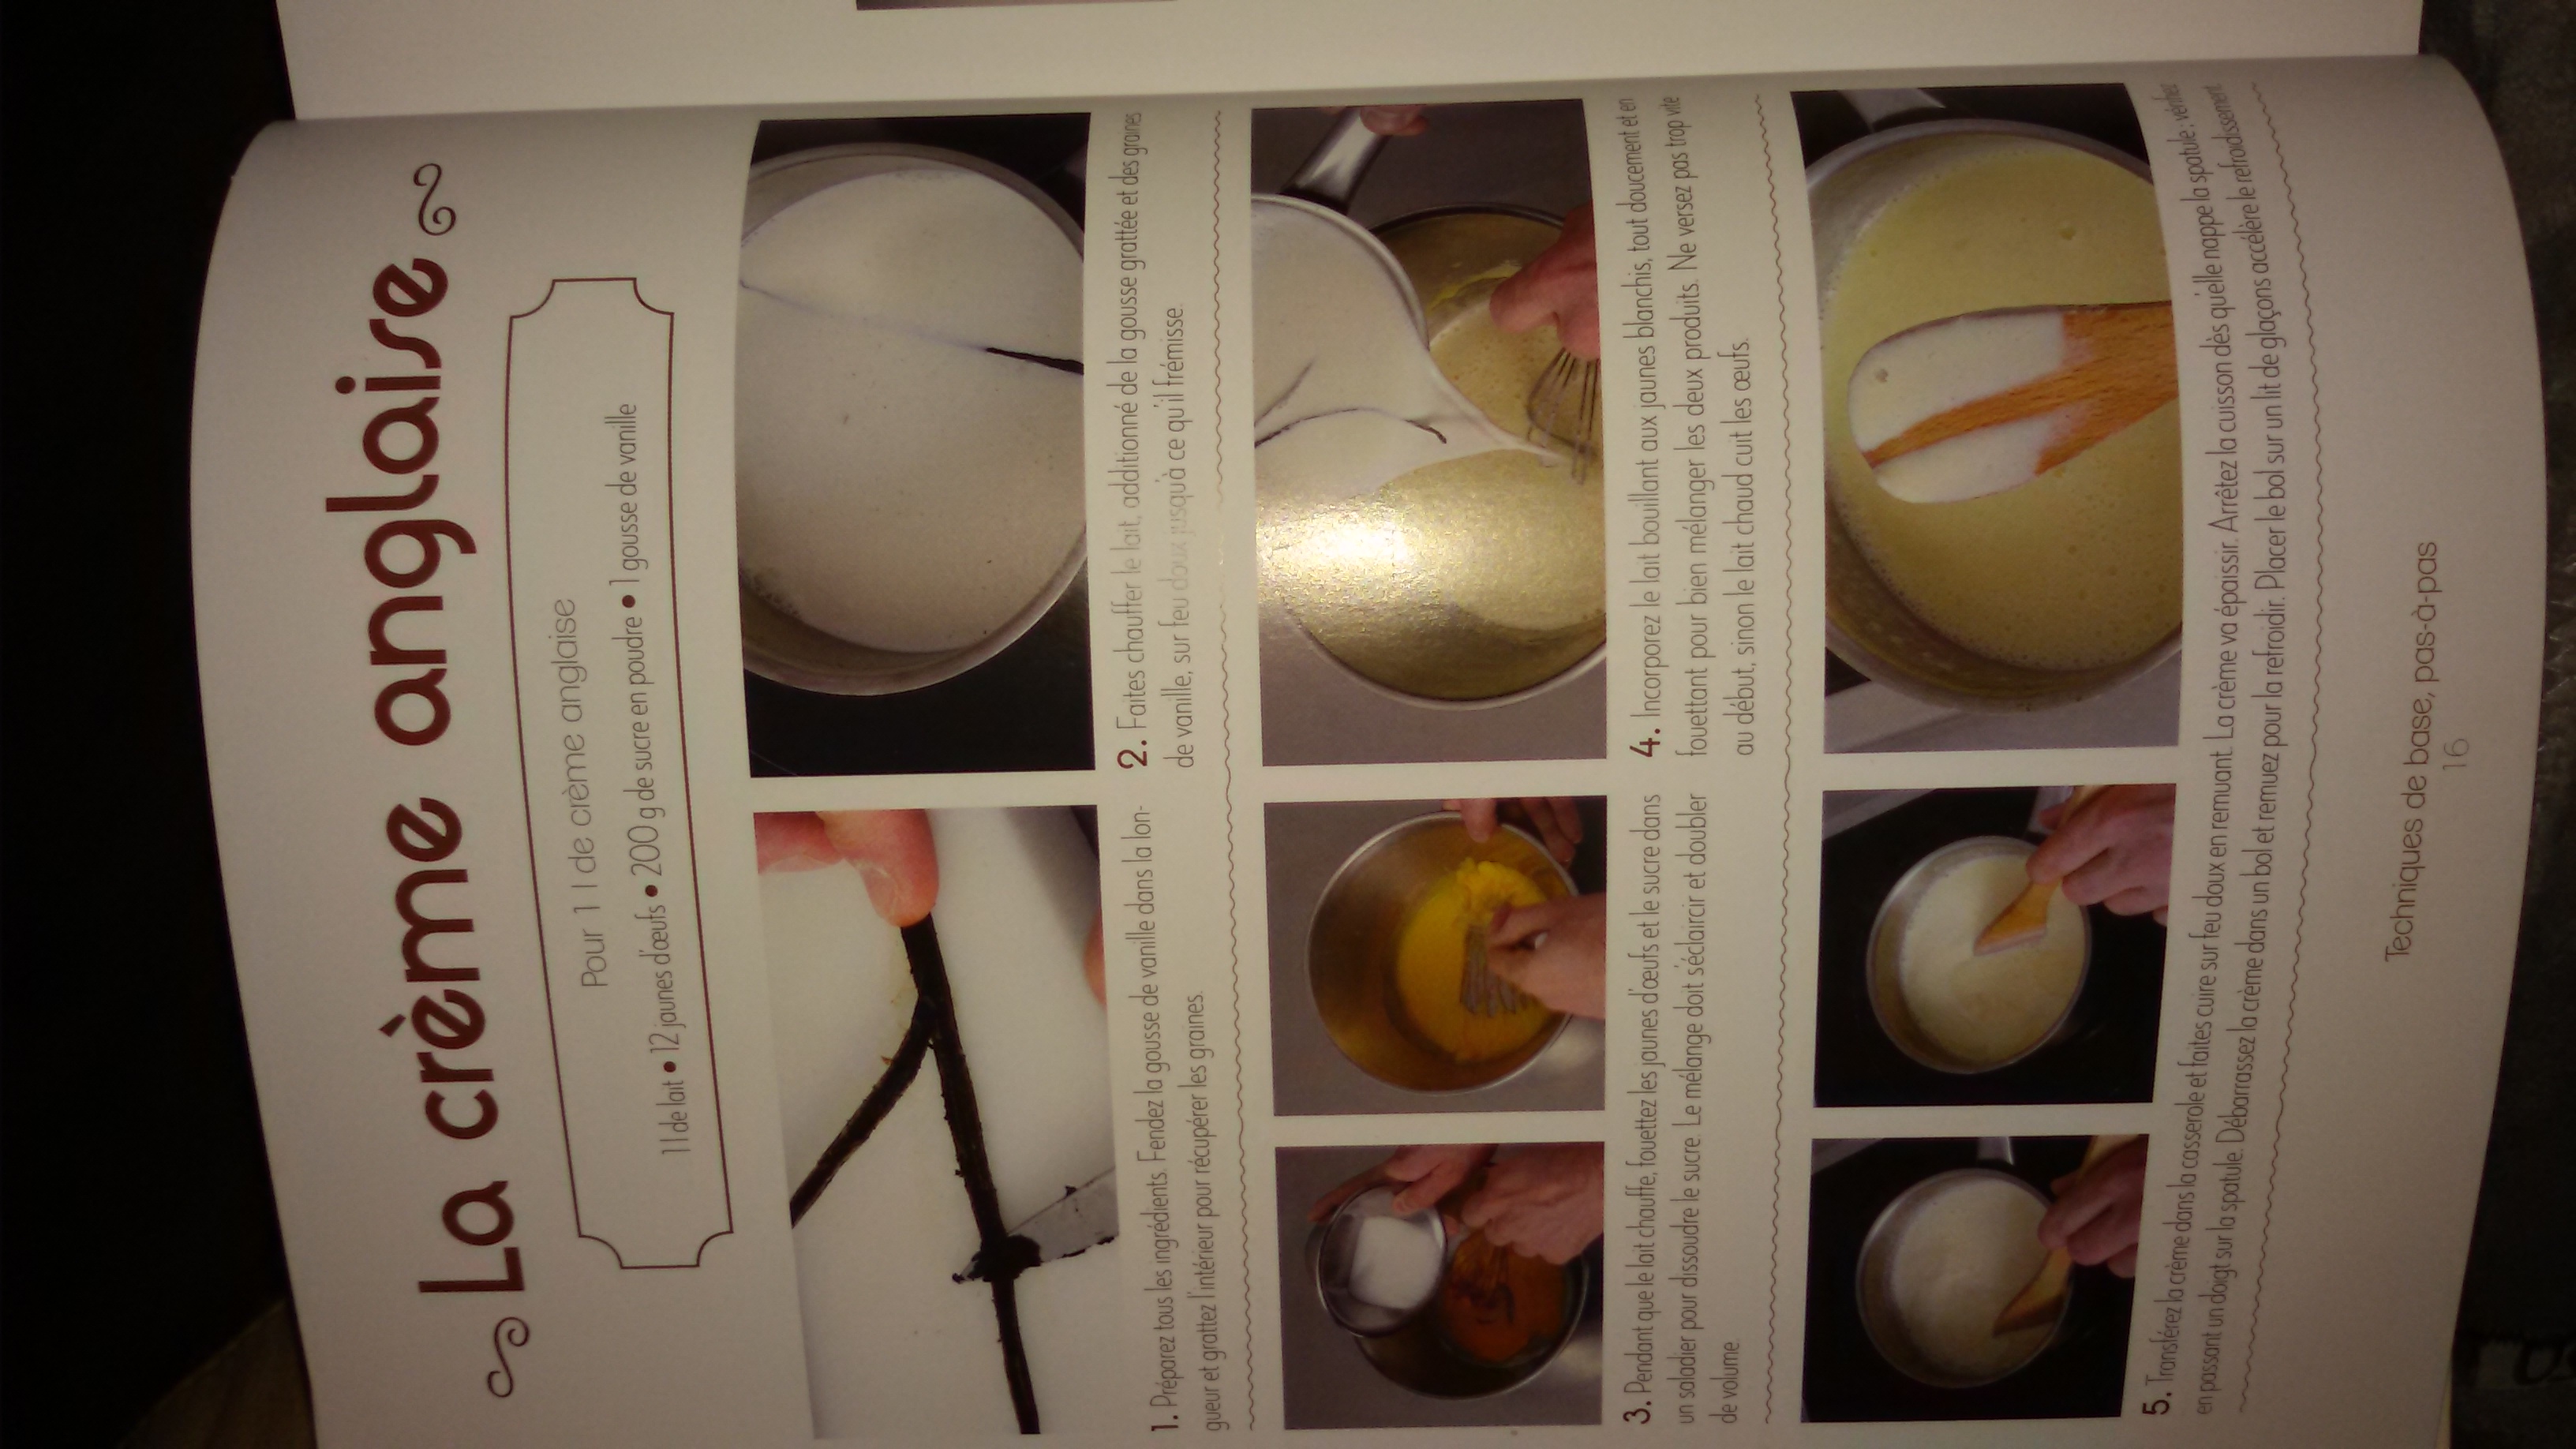 La crème anglaise
Pour 1 l de crème anglaise
1 l de lait • 12 jaunes d'œufs • 200 g de sucre en poudre • 1 gousse de vanille
1. Préparez tous les ingrédients. Fendez la gousse de vanille dans la lon-
gueur et grattez l'intérieur pour récupérer les graines.
2. Faites chauffer le lait, additionné de la gousse grattée et des graines
de vanille, sur feu doux jusqu'à ce qu'il frémisse.
3. Pendant que le lait chauffe, fouettez les jaunes d'œufs et le sucre dans
un saladier pour dissoudre le sucre. Le mélange doit s'éclaircir et doubler
de volume.
4. Incorporez le lait bouillant aux jaunes blanchis, tout doucement et en
fouettant pour bien mélanger les deux produits. Ne versez pas trop vite
au début, sinon le lait chaud cuit les œufs.
5. Transférez la crème dans la casserole et faites cuire sur feu doux en remuant. La crème va épaissir. Arrêtez la cuisson dès qu'elle nappe la spatule ; vérifiez
en passant un doigt sur la spatule. Débarrassez la crème dans un bol et remuez pour la refroidir. Placer le bol sur un lit de glaçons accélère le refroidissement.
Techniques de base, pas-à-pas
16